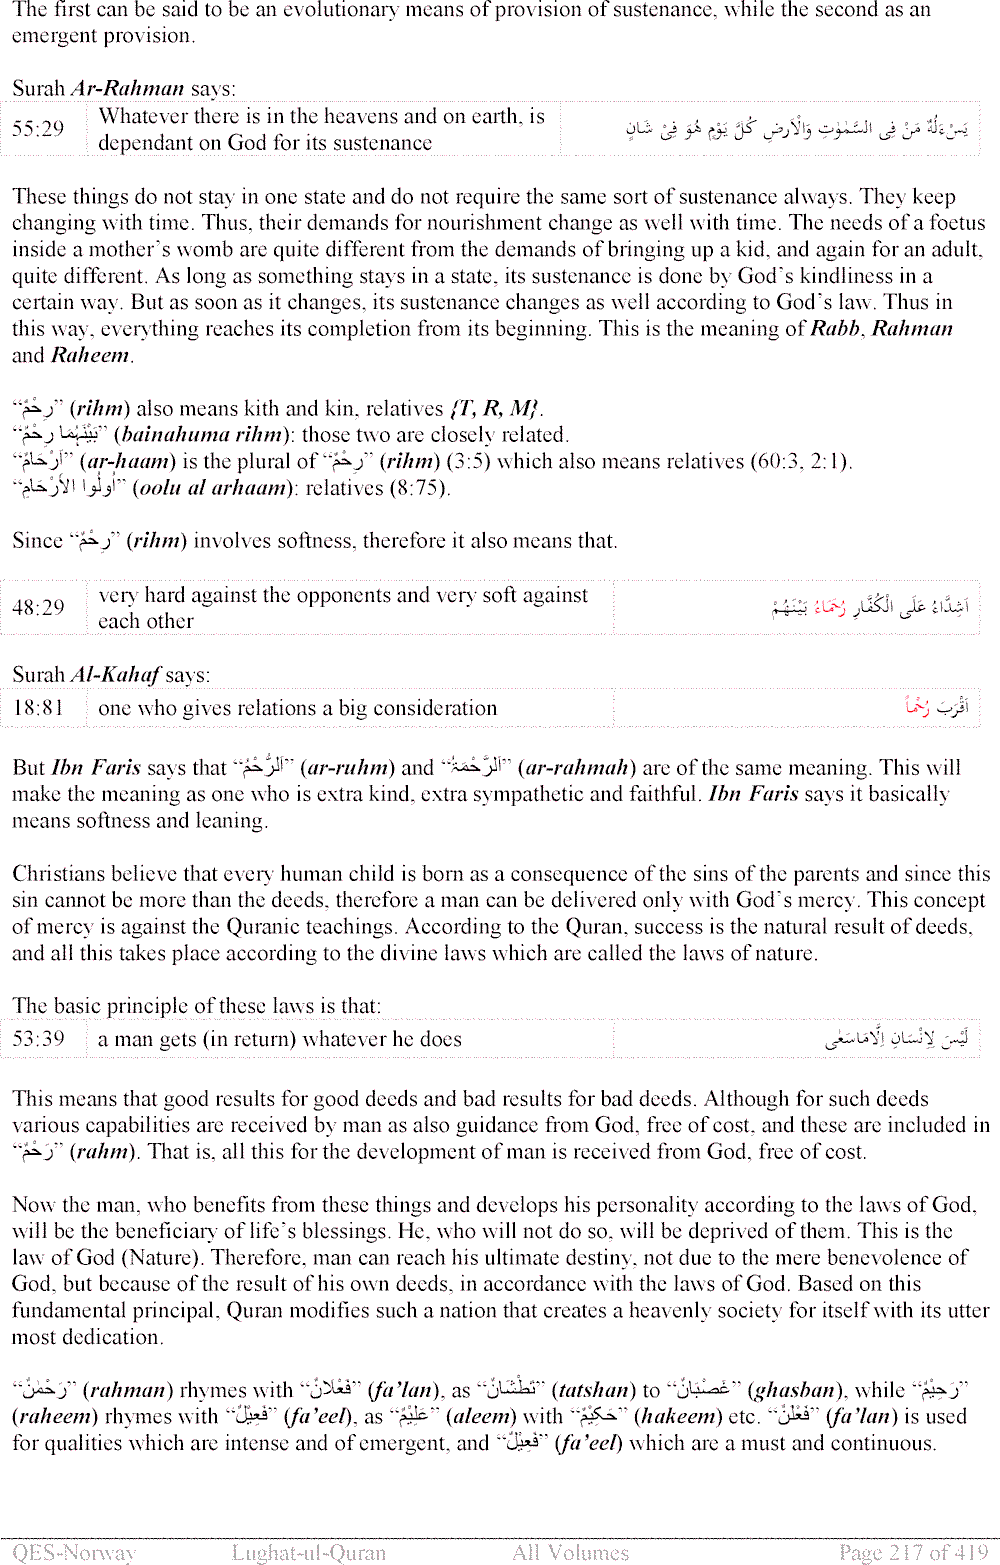 The first can be said to be an evolutionary means of provision of sustenance, while the second as an
emergent provision.
Surah Ar-Rahman says:
55:29 Whatever there is in the heavens and on earth, is
dependant on God for its sustenance
يَسْءَلُهٗ مَنْ فِی السَّمٰوٰتِ وَالْاَرضِ کُلَّ يَوْمٍ هُوَ فِیْ شَانٍ
These things do not stay in one state and do not require the same sort of sustenance always. They keep
changing with time. Thus, their demands for nourishment change as well with time. The needs of a foetus
inside a mother’s womb are quite different from the demands of bringing up a kid, and again for an adult,
quite different. As long as something stays in a state, its sustenance is done by God’s kindliness in a
certain way. But as soon as it changes, its sustenance changes as well according to God’s law. Thus in
this way, everything reaches its completion from its beginning. This is the meaning of Rabb, Rahman
and Raheem.
“رِحْمٌ” (rihm) also means kith and kin, relatives {T, R, M}.
“بَيْنَہُمَا رِحْمٌ” (bainahuma rihm): those two are closely related.
“اَرْحَامٌ” (ar-haam) is the plural of “رِحْمٌ” (rihm) (3:5) which also means relatives (60:3, 2:1).
“اُولُوا الاَرْحَامِ” (oolu al arhaam): relatives (8:75).
Since “رِحْمٌ” (rihm) involves softness, therefore it also means that.
48:29 very hard against the opponents and very soft against
each other
اَشِدَّاءُ عَلَی الْکُفَّارِ رُحَمَاءُ بَيْنَهُمْ
Surah Al-Kahaf says:
18:81 one who gives relations a big consideration اَقْرَبَ رُحْماً
But Ibn Faris says that “اَلرُّحْمُ” (ar-ruhm) and “اَلرَّحْمَۃُ” (ar-rahmah) are of the same meaning. This will
make the meaning as one who is extra kind, extra sympathetic and faithful. Ibn Faris says it basically
means softness and leaning.
Christians believe that every human child is born as a consequence of the sins of the parents and since this
sin cannot be more than the deeds, therefore a man can be delivered only with God’s mercy. This concept
of mercy is against the Quranic teachings. According to the Quran, success is the natural result of deeds,
and all this takes place according to the divine laws which are called the laws of nature.
The basic principle of these laws is that:
53:39 a man gets (in return) whatever he does لَيْسَ لِاِنْسَانِ اِلَّامَاسَعٰی
This means that good results for good deeds and bad results for bad deeds. Although for such deeds
various capabilities are received by man as also guidance from God, free of cost, and these are included in
“رَحْمٌ” (rahm). That is, all this for the development of man is received from God, free of cost.
Now the man, who benefits from these things and develops his personality according to the laws of God,
will be the beneficiary of life’s blessings. He, who will not do so, will be deprived of them. This is the
law of God (Nature). Therefore, man can reach his ultimate destiny, not due to the mere benevolence of
God, but because of the result of his own deeds, in accordance with the laws of God. Based on this
fundamental principal, Quran modifies such a nation that creates a heavenly society for itself with its utter
most dedication.
“رَحْمٰنٌ” (rahman) rhymes with “فَعْلَانٌ” (fa’lan), as “تَطْشَانٌ” (tatshan) to “غَصْبَانٌ” (ghasban), while “رَحِيْمٌ”
(raheem) rhymes with “فَعِيْلٌ” (fa’eel), as “عَلِيْمٌ” (aleem) with “حَکِيْمٌ” (hakeem) etc. “فَعْلَنٌ” (fa’lan) is used
for qualities which are intense and of emergent, and “فَعِيْلٌ” (fa’eel) which are a must and continuous.
QES-Norway Lughat-ul-Quran All Volumes Page 217 of 419